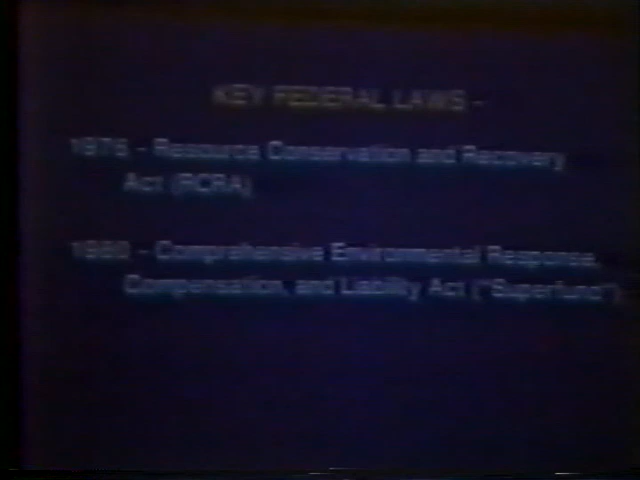 KEY FEDERAL LAWS -
1976 - Resource Conservation and Recovery
Act (RCRA)
1980 - Comprehensive Environmental Response,
Compensation, and Liability Act ("Superfund")